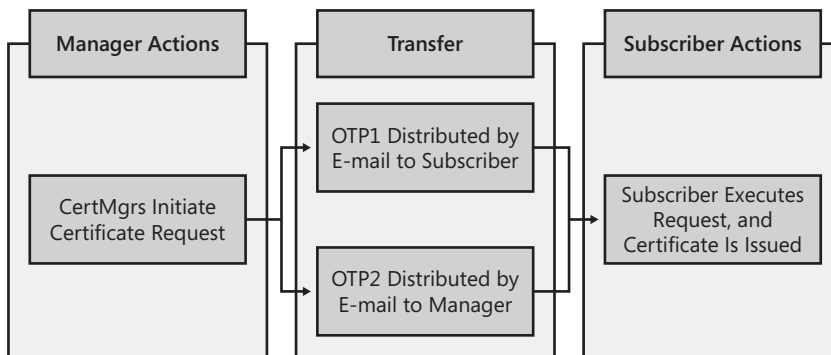 Manager Actions
Transfer
Subscriber Actions
CertMgrs Initiate
Certificate Request
OTP1 Distributed by
E-mail to Subscriber
OTP2 Distributed by
E-mail to Manager
Subscriber Executes
Request, and
Certificate Is Issued